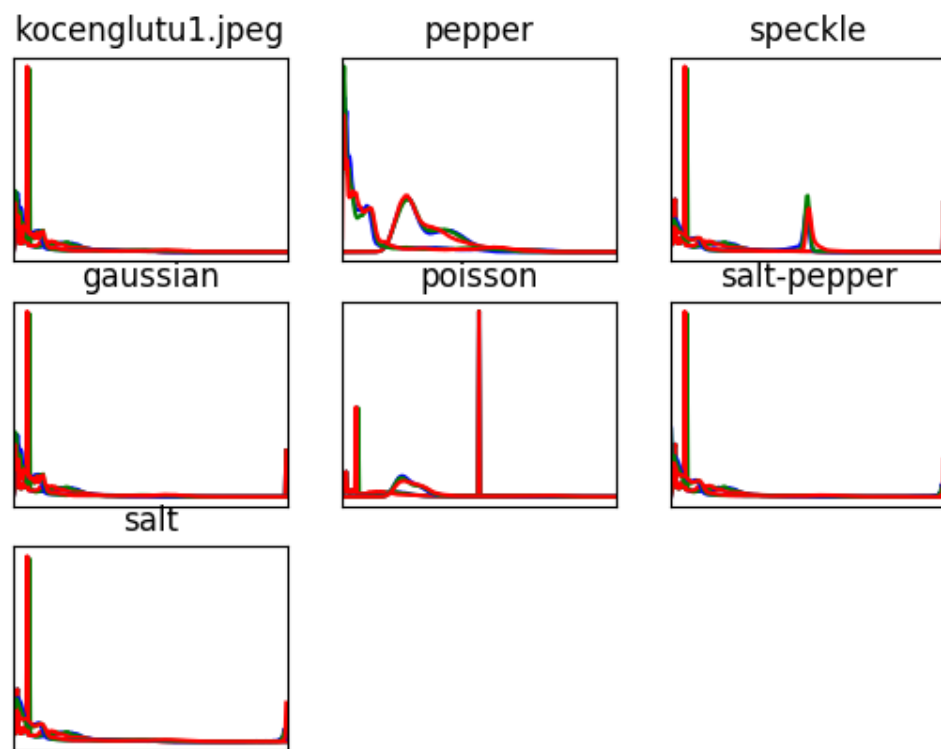 kocenglutu1.jpeg
pepper
speckle
gaussian
poisson
salt-pepper
salt